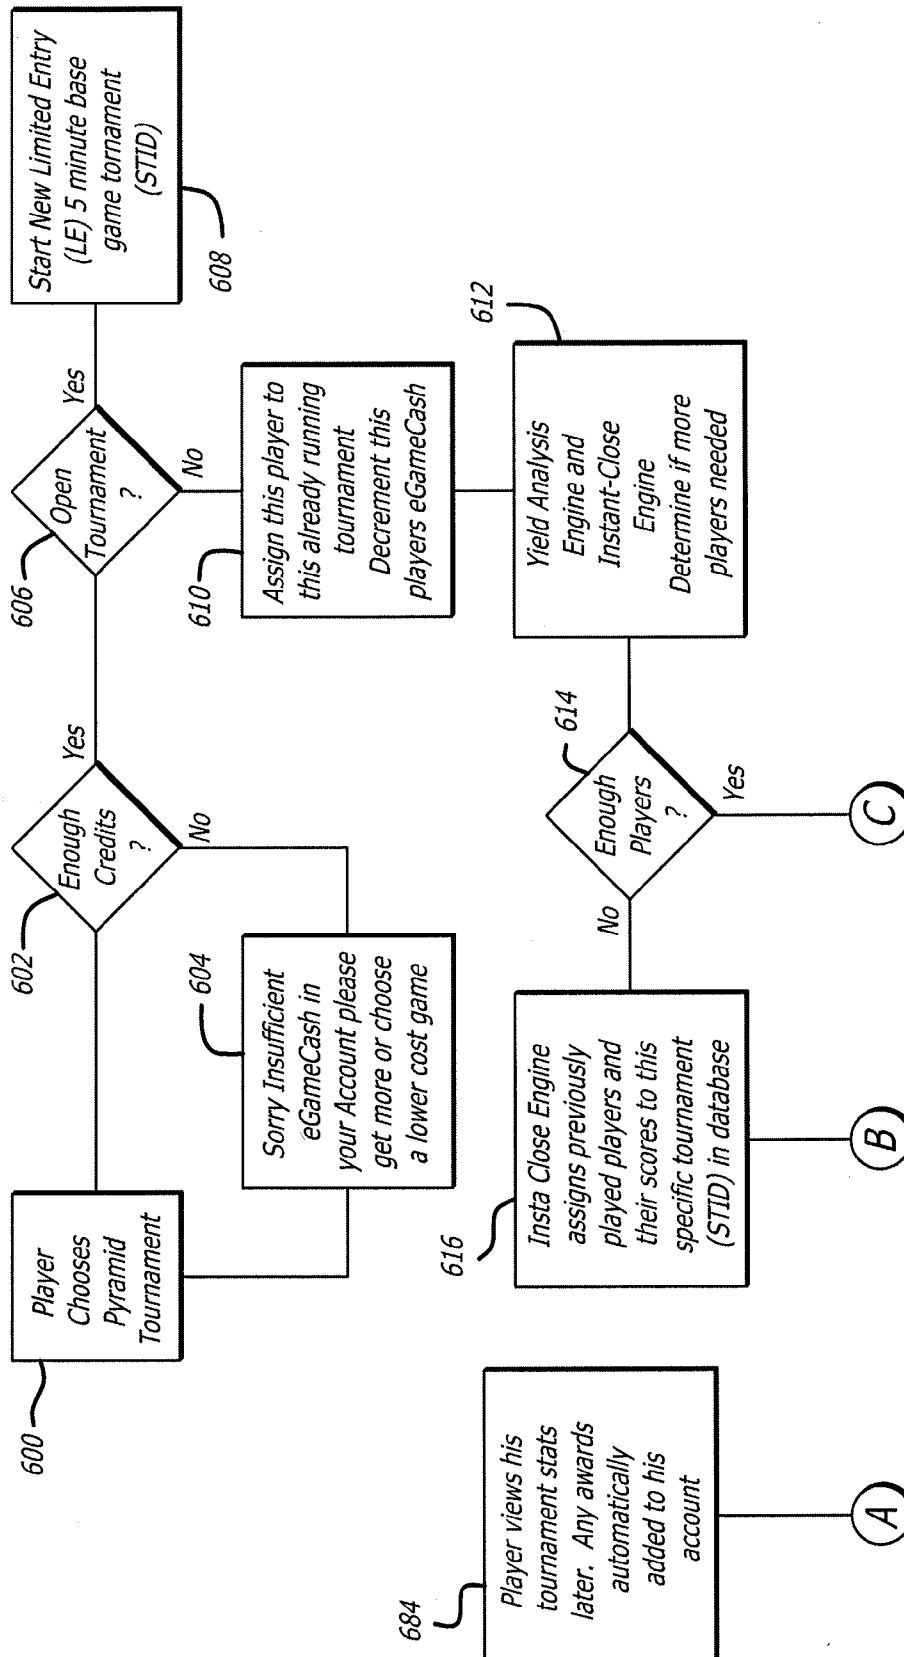 600
Player
Chooses
Pyramid
Tournament
602
Enough
Credits
?
Yes
No
604
Sorry Insufficient
eGameCash in
your Account please
get more or choose
a lower cost game
606
Open
Tournament
?
Yes
No
Start New Limited Entry
(LE) 5 minute base
game tornament
(STID)
608
610
Assign this player to
this already running
tournament
Decrement this
players eGameCash
612
Yield Analysis
Engine and
Instant-Close
Engine
Determine if more
players needed
614
Enough
Players
?
No
Yes
616
Insta Close Engine
assigns previously
played players and
their scores to this
specific tournament
(STID) in database
684
Player views his
tournament stats
later. Any awards
automatically
added to his
account
A
B
C